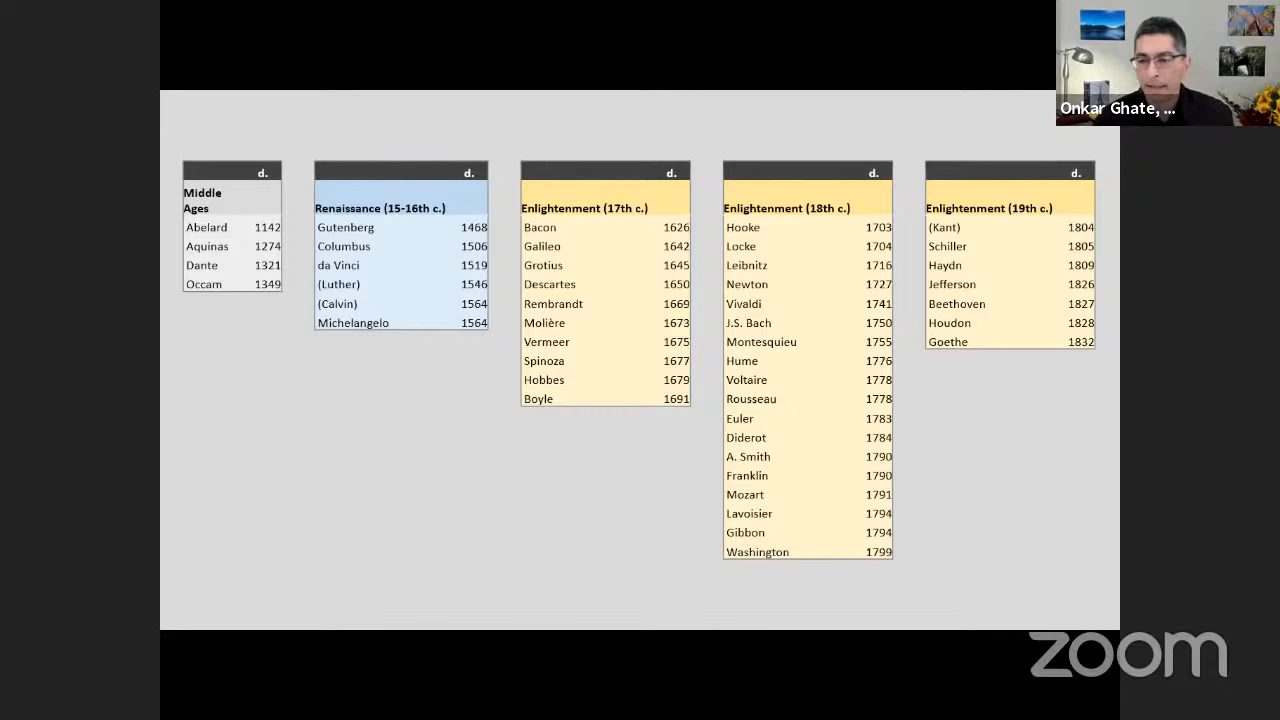 Onkar Ghate, ...
d.
Middle
Ages
Abelard 1142
Aquinas 1274
Dante 1321
Occam 1349
d.
Renaissance (15-16th c.)
Gutenberg 1468
Columbus 1506
da Vinci 1519
(Luther) 1546
(Calvin) 1564
Michelangelo 1564
d.
Enlightenment (17th c.)
Bacon 1626
Galileo 1642
Grotius 1645
Descartes 1650
Rembrandt 1669
Molière 1673
Vermeer 1675
Spinoza 1677
Hobbes 1679
Boyle 1691
d.
Enlightenment (18th c.)
Hooke 1703
Locke 1704
Leibnitz 1716
Newton 1727
Vivaldi 1741
J.S. Bach 1750
Montesquieu 1755
Hume 1776
Voltaire 1778
Rousseau 1778
Euler 1783
Diderot 1784
A. Smith 1790
Franklin 1790
Mozart 1791
Lavoisier 1794
Gibbon 1794
Washington 1799
d.
Enlightenment (19th c.)
(Kant) 1804
Schiller 1805
Haydn 1809
Jefferson 1826
Beethoven 1827
Houdon 1828
Goethe 1832
zoom